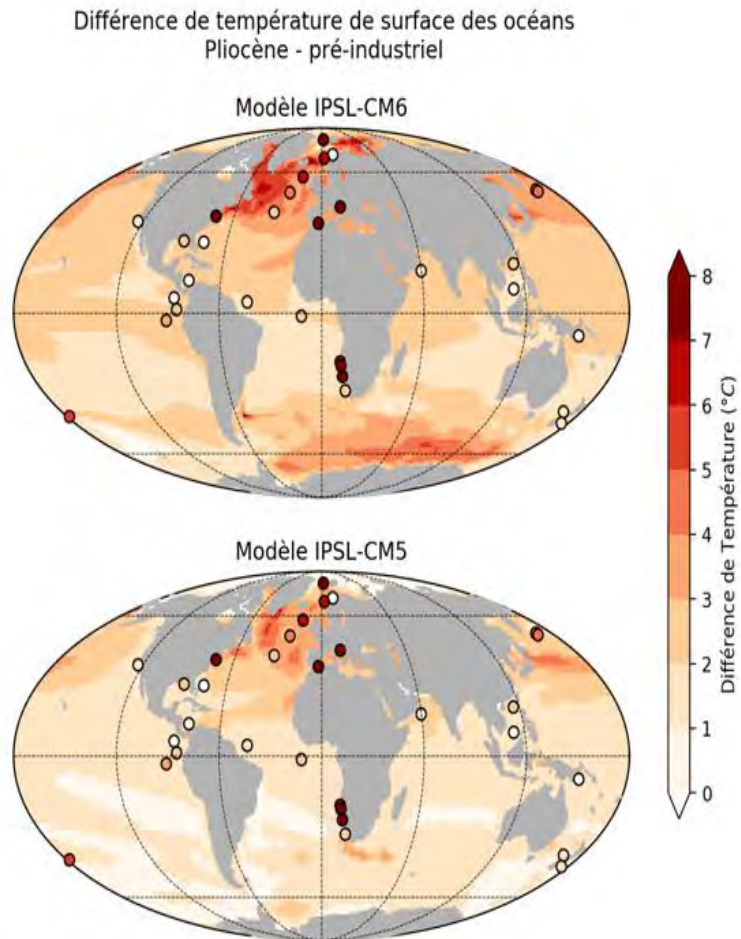 Différence de température de surface des océans
Pliocène - pré-industriel
Modèle IPSL-CM6
8
7
6
5
4
3
2
1
0
Différence de Température (°C)
Modèle IPSL-CM5